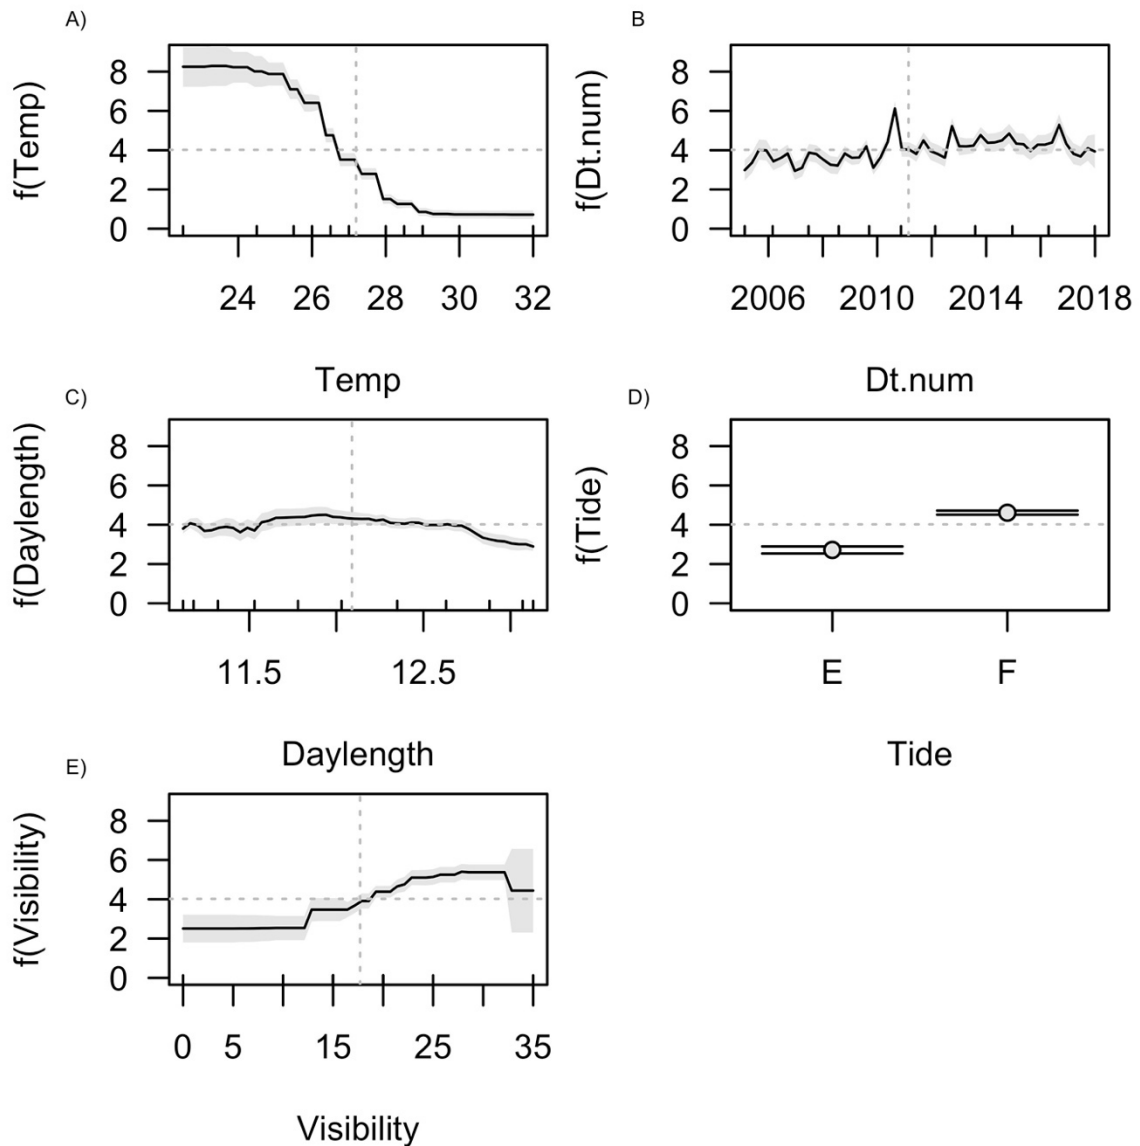 A)
f(Temp)
8
6
4
2
0
24 26 28 30 32
Temp
B
f(Dt.num)
8
6
4
2
0
2006 2010 2014 2018
Dt.num
C)
f(Daylength)
8
6
4
2
0
11.5 12.5
Daylength
D)
f(Tide)
8
6
4
2
0
E F
Tide
E)
f(Visibility)
8
6
4
2
0
0 5 15 25 35
Visibility